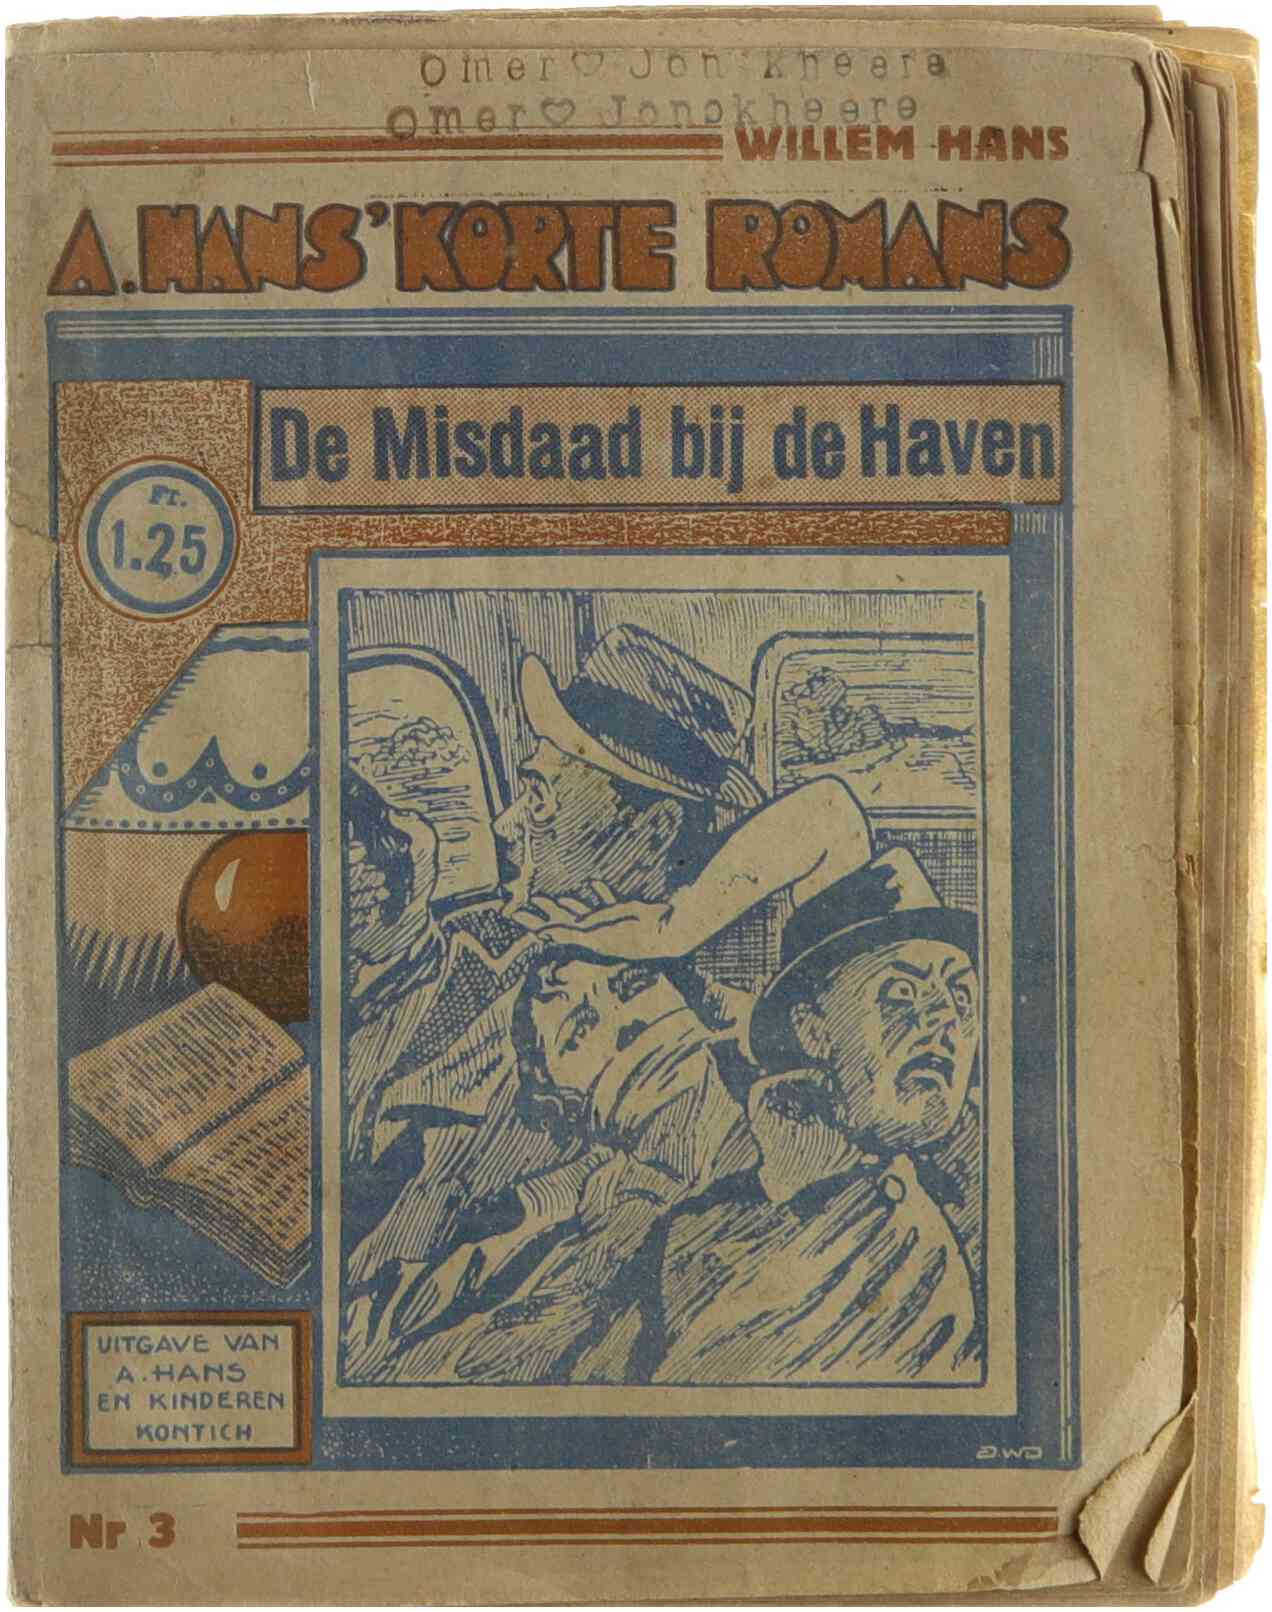 Omer♡ Jonckheere
Omer♡ Jonckheere
WILLEM HANS
A. HANS' KORTE ROMANS
De Misdaad bij de Haven
Fr.
1.25
UITGAVE VAN
A. HANS
EN KINDEREN
KONTICH
D.W.D
Nr 3